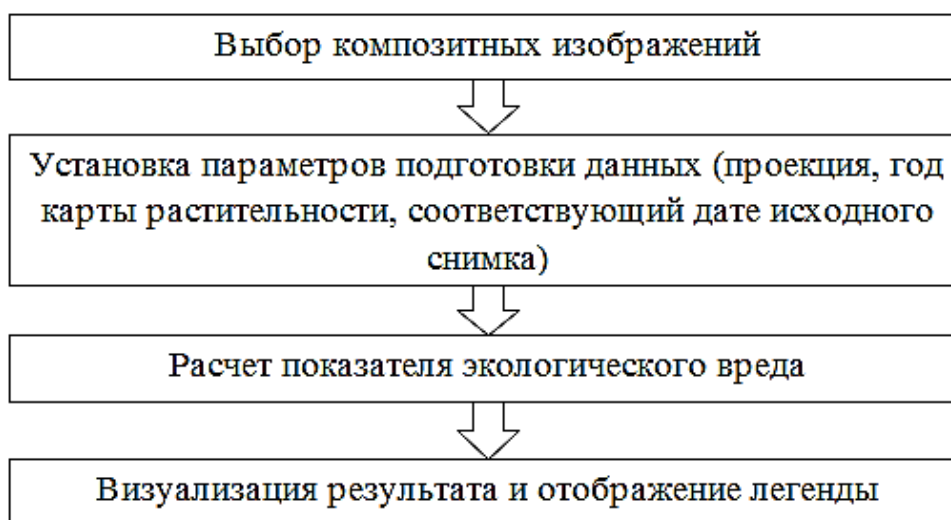 Выбор композитных изображений
Установка параметров подготовки данных (проекция, год
карты растительности, соответствующий дате исходного
снимка)
Расчет показателя экологического вреда
Визуализация результата и отображение легенды